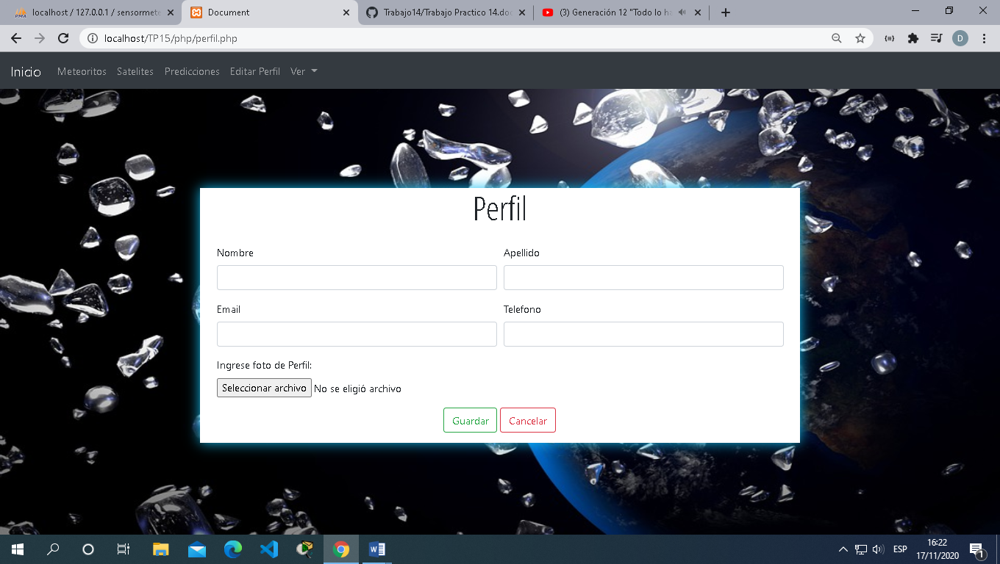 localhost / 127.0.0.1 / sensormete
Document
Trabajo14/Trabajo Practico 14.doc
(3) Generación 12 "Todo lo ha
localhost/TP15/php/perfil.php
D
Inicio Meteoritos Satelites Predicciones Editar Perfil Ver
Perfil
Nombre Apellido
Email Telefono
Ingrese foto de Perfil:
Seleccionar archivo No se eligió archivo
Guardar Cancelar
ESP
16:22
17/11/2020
1